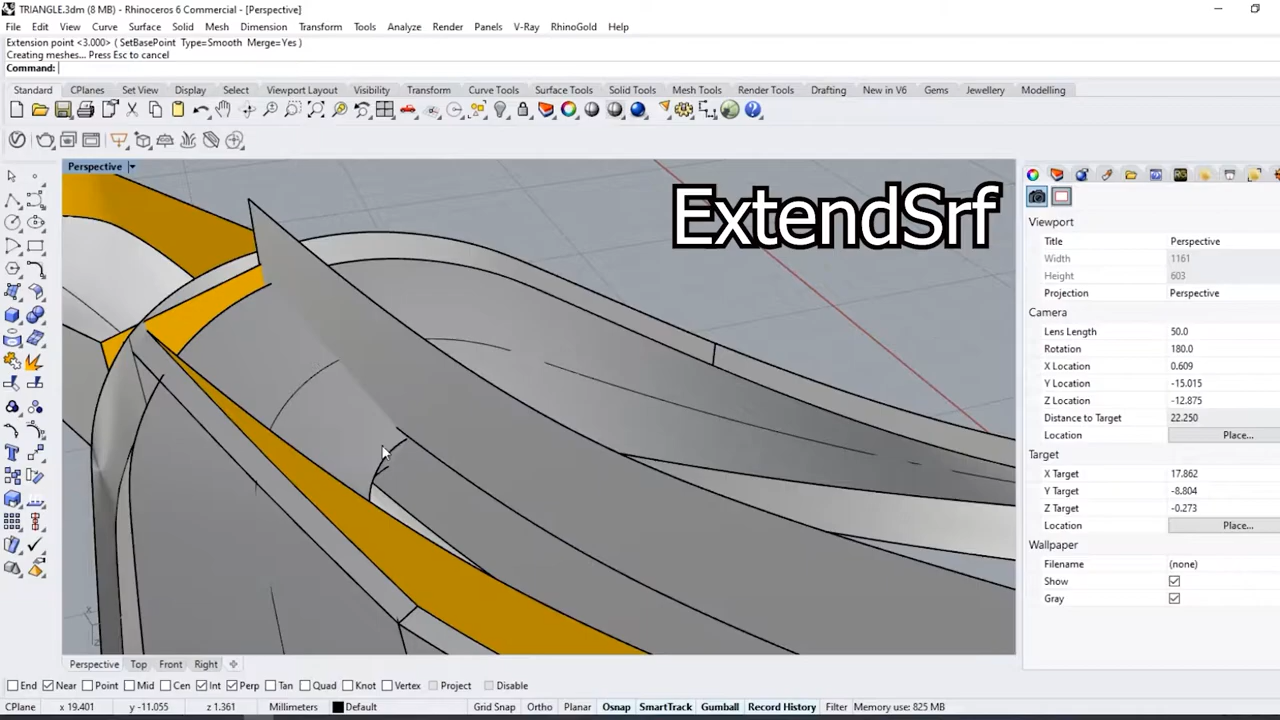 TRIANGLE.3dm (8 MB) - Rhinoceros 6 Commercial - [Perspective]
File Edit View Curve Surface Solid Mesh Dimension Transform Tools Analyze Render Panels V-Ray RhinoGold Help
Extension point <3.000> ( SetBasePoint Type=Smooth Merge=Yes )
Creating meshes... Press Esc to cancel
Command:
Standard CPlanes Set View Display Select Viewport Layout Visibility Transform Curve Tools Surface Tools Solid Tools Mesh Tools Render Tools Drafting New in V6 Gems Jewellery Modelling
Perspective
ExtendSrf
Viewport
Title Perspective
Width 1161
Height 603
Projection Perspective
Camera
Lens Length 50.0
Rotation 180.0
X Location 0.609
Y Location -15.015
Z Location -12.875
Distance to Target 22.250
Location Place...
Target
X Target 17.862
Y Target -8.804
Z Target -0.273
Location Place...
Wallpaper
Filename (none)
Show
Gray
Perspective Top Front Right
End Near Point Mid Cen Int Perp Tan Quad Knot Vertex Project Disable
CPlane x 19.401 y -11.055 z 1.361 Millimeters Default Grid Snap Ortho Planar Osnap SmartTrack Gumball Record History Filter Memory use: 825 MB